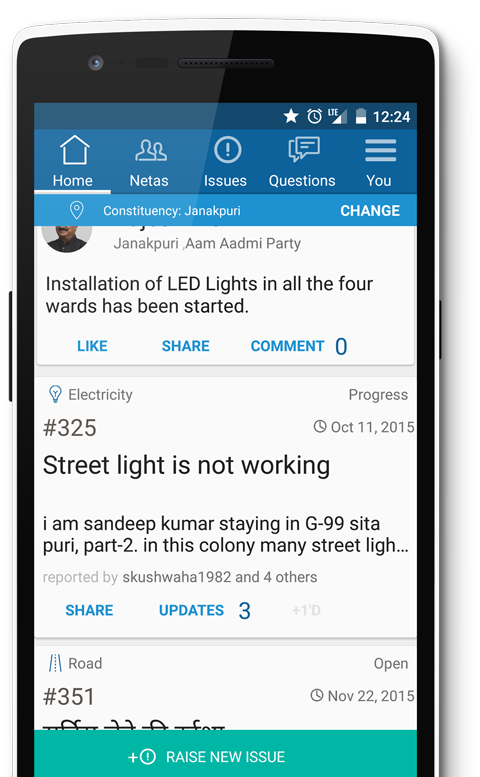 LTE 12:24
Home Netas Issues Questions You
Constituency: Janakpuri CHANGE
Janakpuri ,Aam Aadmi Party
Installation of LED Lights in all the four
wards has been started.
LIKE SHARE COMMENT 0
Electricity Progress
#325 Oct 11, 2015
Street light is not working
i am sandeep kumar staying in G-99 sita
puri, part-2. in this colony many street ligh...
reported by skushwaha1982 and 4 others
SHARE UPDATES 3 +1'D
Road Open
#351 Nov 22, 2015
+! RAISE NEW ISSUE